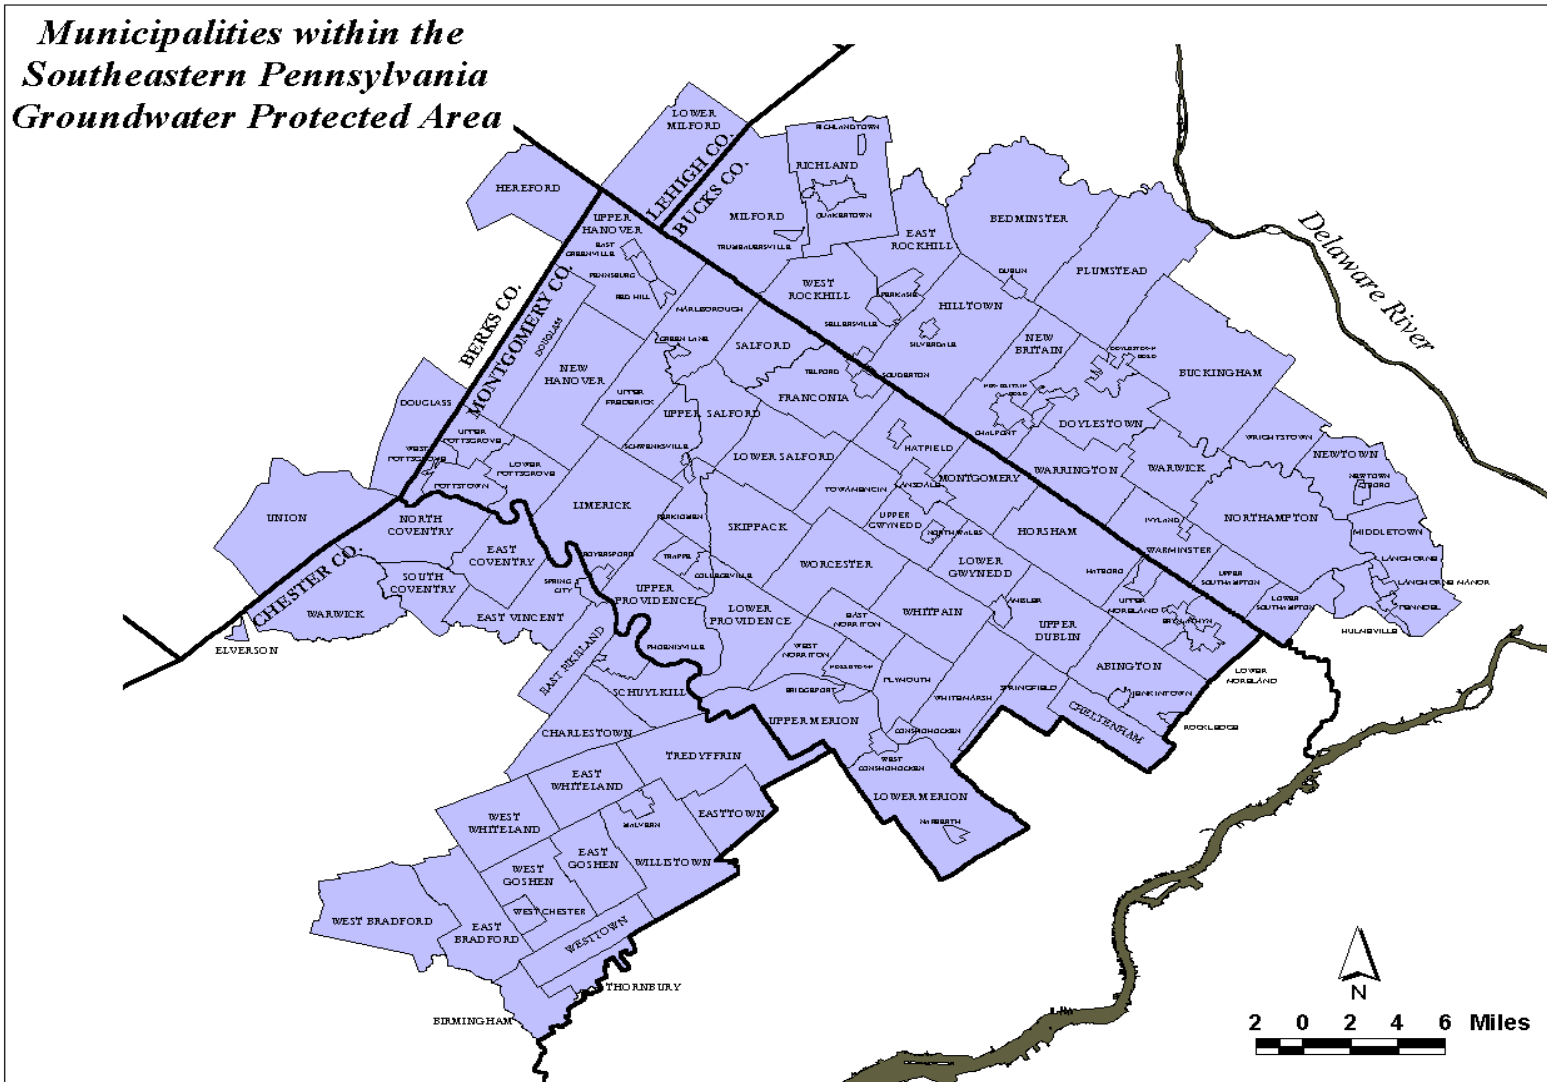 Municipalities within the
Southeastern Pennsylvania
Groundwater Protected Area
LOWER
MILFORD
LEHIGH CO.
BUCKS CO.
RICHLANDTOWN
RICHLAND
QUAKERTOWN
HEREFORD
UPPER
HANOVER
MILFORD
TRUMBAUERSVILLE
EAST
ROCKHILL
BEDMINSTER
Delaware River
EAST
GREENVILLE
PENNSBURG
RED HILL
WEST
ROCKHILL
PERKASIE
SELLERSVILLE
DUBLIN
PLUMSTEAD
HILLTOWN
SILVERDALE
BERKS CO.
MONTGOMERY CO.
DOUGLASS
MARLBOROUGH
GREEN LANE
SALFORD
NEW
BRITAIN
BUCKINGHAM
NEW
HANOVER
UPPER
FREDERICK
TELFORD
SOUDERTON
FRANCONIA
UPPER SALFORD
CHALFONT
DOYLESTOWN
DOUGLASS
UPPER
POTTSGROVE
WEST
POTTSGROVE
LOWER
POTTSGROVE
POTTSTOWN
SCHWENKSVILLE
LOWER SALFORD
HATFIELD
WRIGHTSTOWN
NEWTOWN
NEWTOWN
BORO
WARRINGTON
WARWICK
MONTGOMERY
LANSDALE
TOWAMENCIN
UNION
NORTH
COVENTRY
LIMERICK
PERKIOMEN
SKIPPACK
UPPER
GWYNEDD
NORTH WALES
HORSHAM
IVYLAND
NORTHAMPTON
MIDDLETOWN
WARMINSTER
CHESTER CO.
EAST
COVENTRY
ROYERSFORD
TRAPPE
COLLEGEVILLE
WORCESTER
LOWER
GWYNEDD
HATBORO
UPPER
SOUTHAMPTON
LANGHORNE
LANGHORNE MANOR
PENNDEL
HULMEVILLE
SOUTH
COVENTRY
SPRING
CITY
WARWICK
EAST VINCENT
UPPER
PROVIDENCE
LOWER
PROVIDENCE
EAST
NORRITON
WHITPAIN
AMBLER
UPPER
MORELAND
BRYN ATHYN
LOWER
SOUTHAMPTON
UPPER
DUBLIN
ELVERSON
EAST PIKELAND
PHOENIXVILLE
WEST
NORRITON
NORRISTOWN
PLYMOUTH
ABINGTON
LOWER
MORELAND
SCHUYLKILL
BRIDGEPORT
WHITEMARSH
SPRINGFIELD
JENKINTOWN
CHELTENHAM
ROCKLEDGE
CHARLESTOWN
UPPER MERION
CONSHOHOCKEN
WEST
CONSHOHOCKEN
TREDYFFRIN
EAST
WHITELAND
LOWER MERION
NARBERTH
WEST
WHITELAND
MALVERN
EASTTOWN
EAST
GOSHEN
WILLISTOWN
WEST
GOSHEN
WEST CHESTER
WEST BRADFORD
EAST
BRADFORD
WESTTOWN
THORNBURY
BIRMINGHAM
N
2 0 2 4 6 Miles